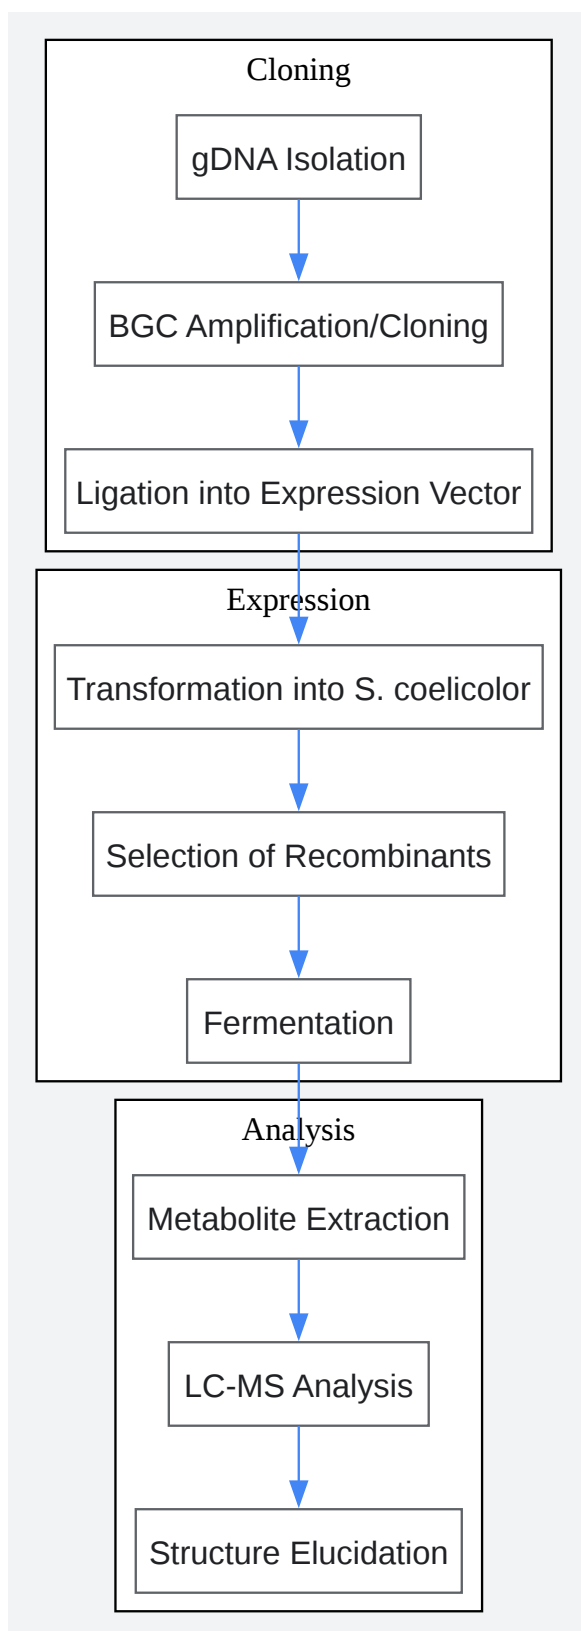 Cloning
gDNA Isolation
BGC Amplification/Cloning
Ligation into Expression Vector
Expression
Transformation into S. coelicolor
Selection of Recombinants
Fermentation
Analysis
Metabolite Extraction
LC-MS Analysis
Structure Elucidation